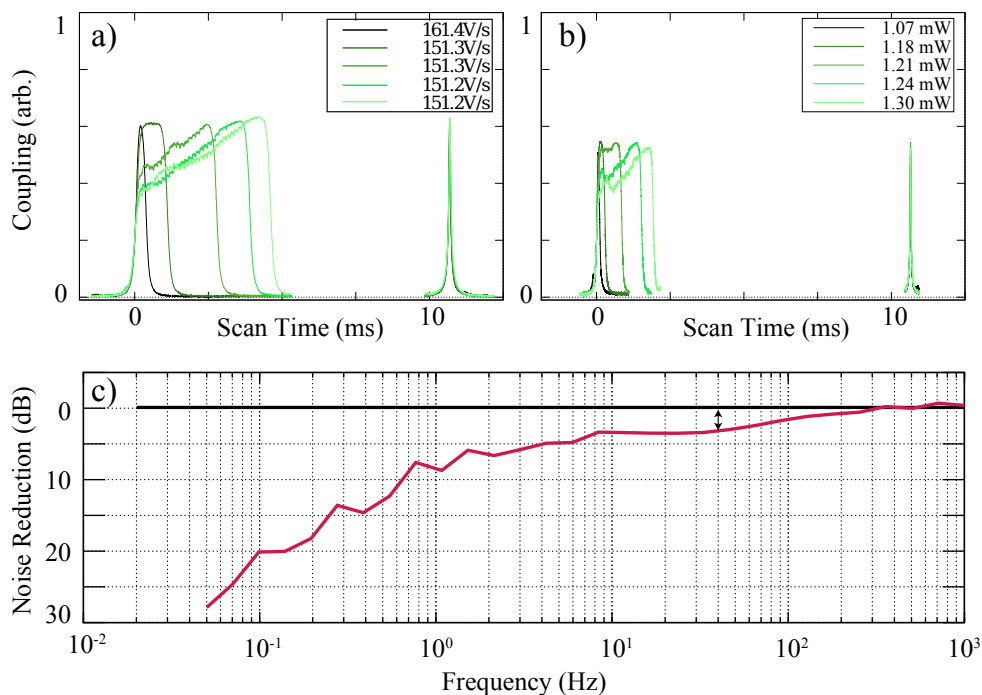 a)
1
0
Coupling (arb.)
161.4V/s
151.3V/s
151.3V/s
151.2V/s
151.2V/s
0
10
Scan Time (ms)
b)
1
0
1.07 mW
1.18 mW
1.21 mW
1.24 mW
1.30 mW
0
10
Scan Time (ms)
c)
Noise Reduction (dB)
0
10
20
30
10-2
10-1
100
101
102
103
Frequency (Hz)